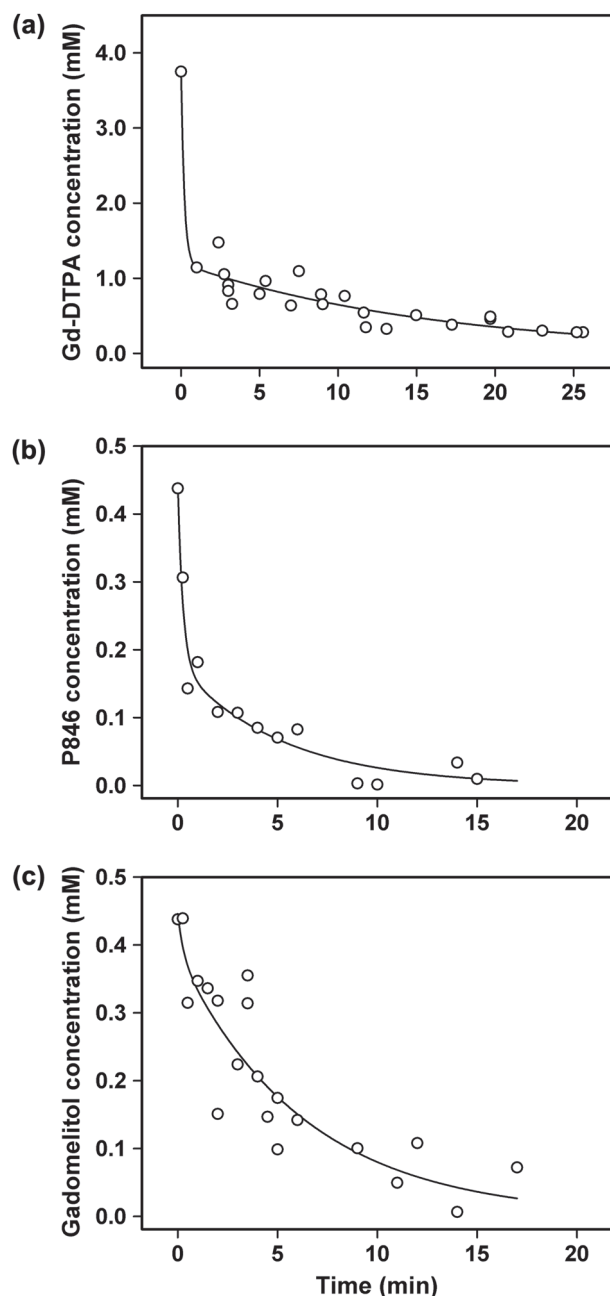 (a)
Gd-DTPA concentration (mM)
4.0
3.0
2.0
1.0
0.0
0 5 10 15 20 25
(b)
P846 concentration (mM)
0.5
0.4
0.3
0.2
0.1
0.0
0 5 10 15 20
(c)
Gadomelitol concentration (mM)
0.5
0.4
0.3
0.2
0.1
0.0
0 5 10 15 20
Time (min)